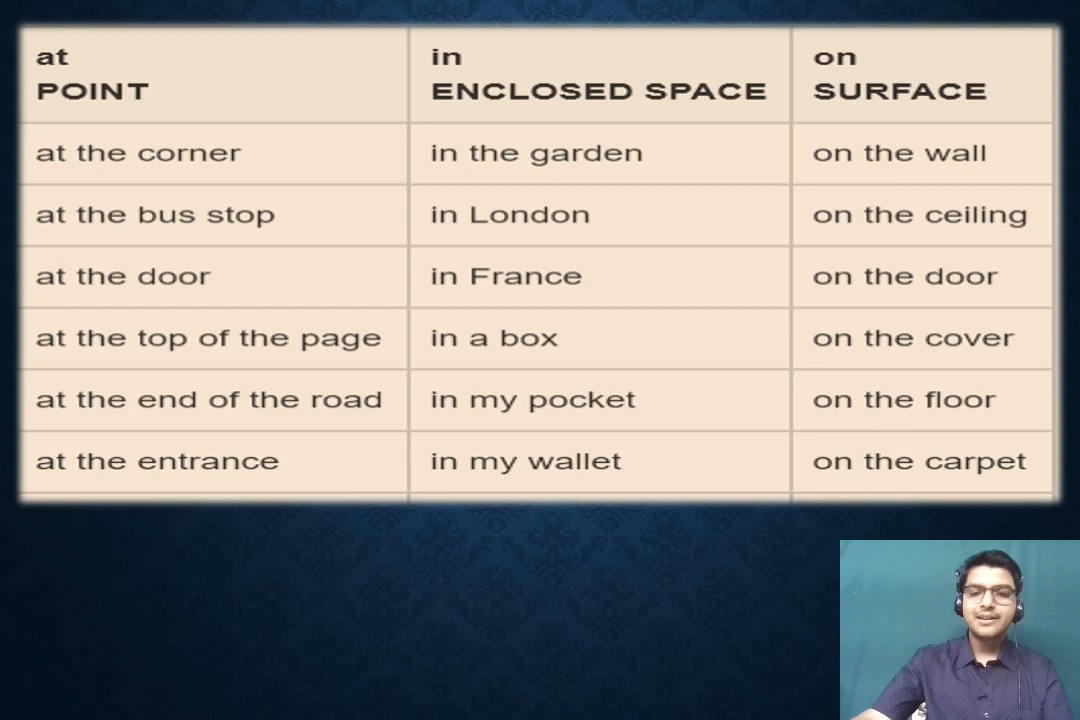 at in on
POINT ENCLOSED SPACE SURFACE
at the corner in the garden on the wall
at the bus stop in London on the ceiling
at the door in France on the door
at the top of the page in a box on the cover
at the end of the road in my pocket on the floor
at the entrance in my wallet on the carpet